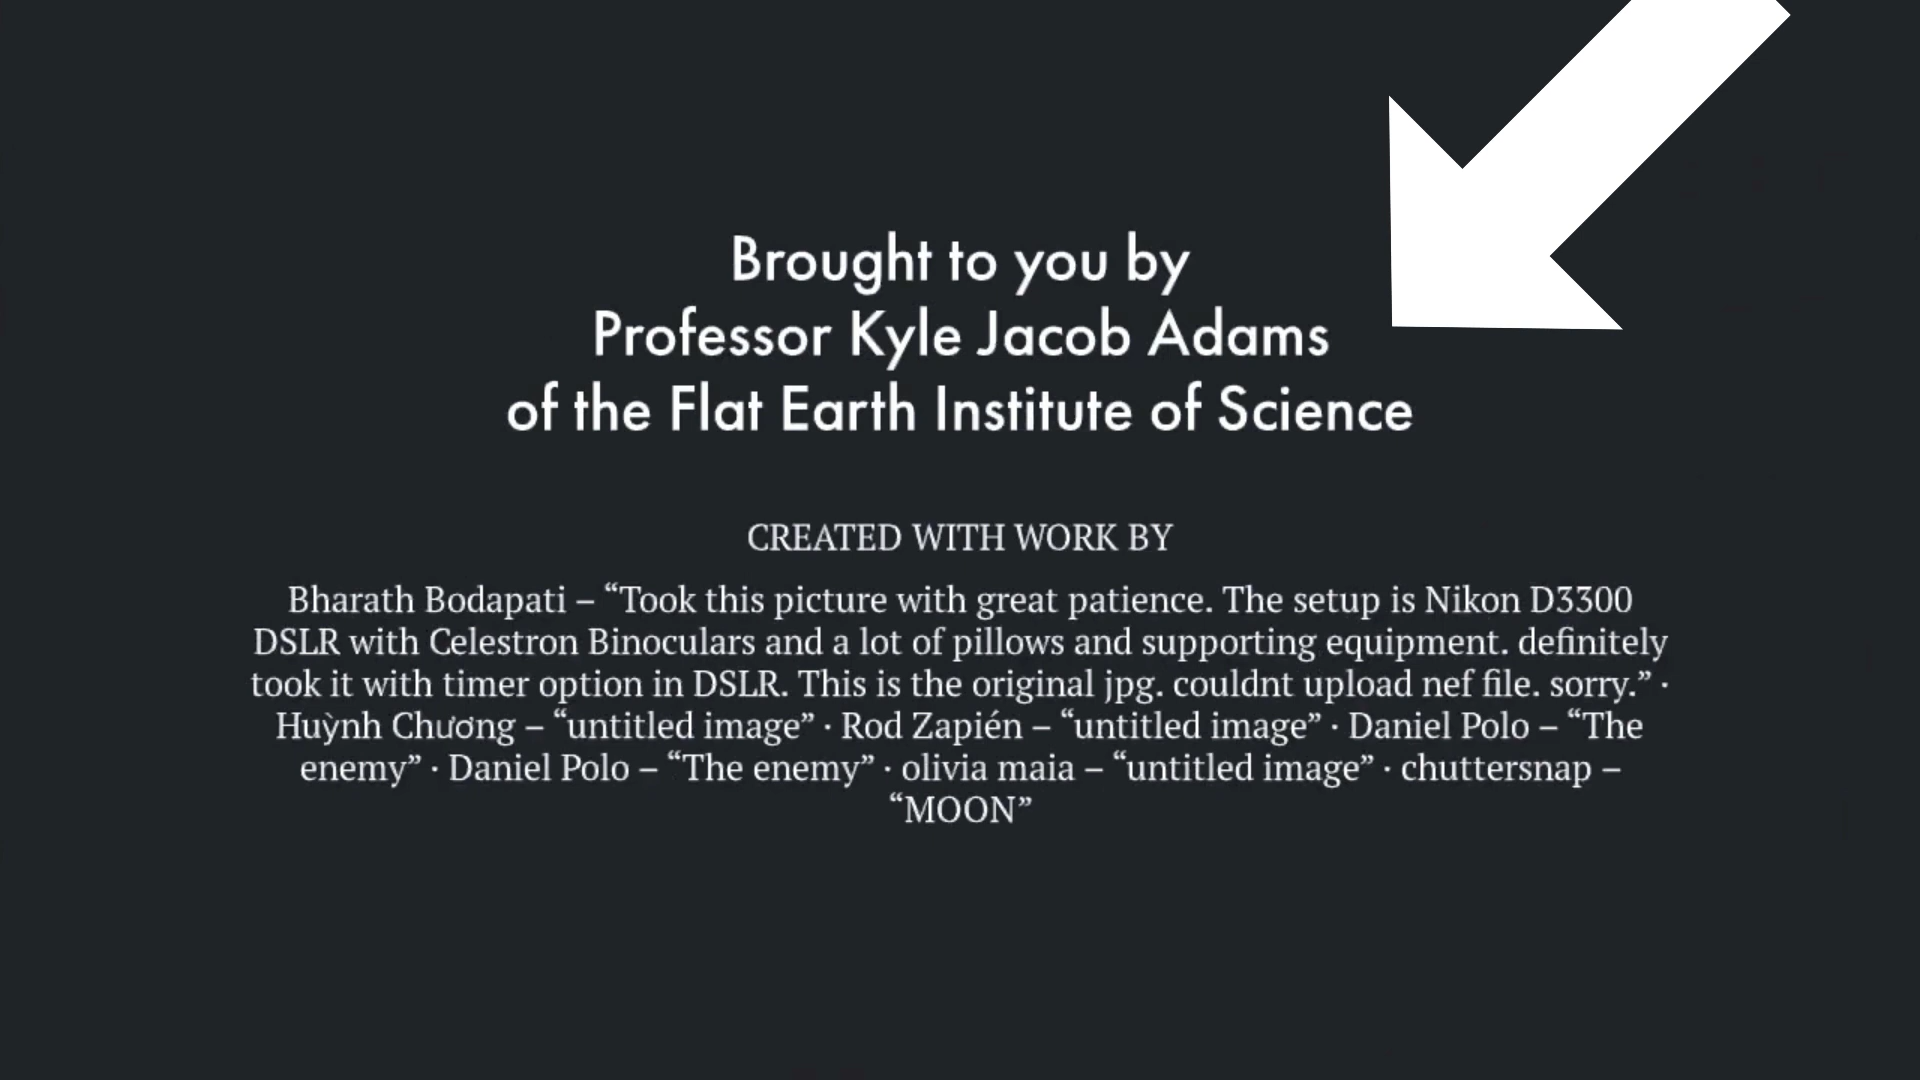 Brought to you by
Professor Kyle Jacob Adams
of the Flat Earth Institute of Science
CREATED WITH WORK BY
Bharath Bodapati – “Took this picture with great patience. The setup is Nikon D3300
DSLR with Celestron Binoculars and a lot of pillows and supporting equipment. definitely
took it with timer option in DSLR. This is the original jpg. couldnt upload nef file. sorry.” ·
Huỳnh Chương – “untitled image” · Rod Zapién – “untitled image” · Daniel Polo – “The
enemy” · Daniel Polo – “The enemy” · olivia maia – “untitled image” · chuttersnap –
“MOON”